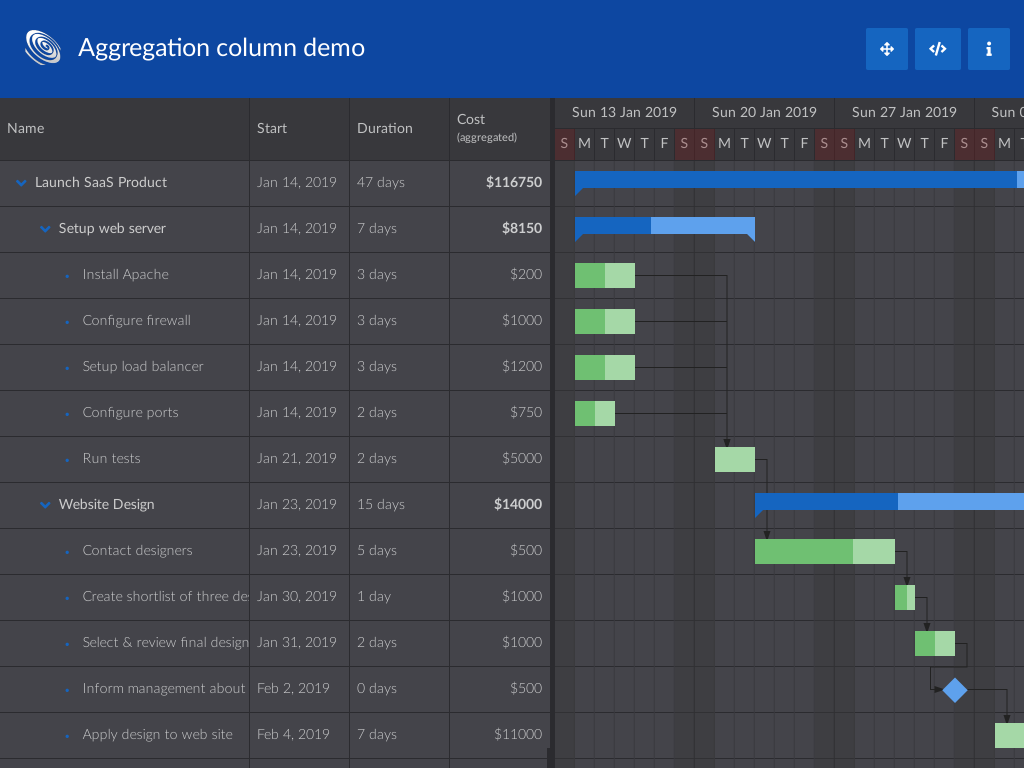 Aggregation column demo
Name Start Duration Cost (aggregated)
Sun 13 Jan 2019 Sun 20 Jan 2019 Sun 27 Jan 2019 Sun
S M T W T F S S M T W T F S S M T W T F S S M
Launch SaaS Product Jan 14, 2019 47 days $116750
Setup web server Jan 14, 2019 7 days $8150
Install Apache Jan 14, 2019 3 days $200
Configure firewall Jan 14, 2019 3 days $1000
Setup load balancer Jan 14, 2019 3 days $1200
Configure ports Jan 14, 2019 2 days $750
Run tests Jan 21, 2019 2 days $5000
Website Design Jan 23, 2019 15 days $14000
Contact designers Jan 23, 2019 5 days $500
Create shortlist of three des Jan 30, 2019 1 day $1000
Select & review final design Jan 31, 2019 2 days $1000
Inform management about Feb 2, 2019 0 days $500
Apply design to web site Feb 4, 2019 7 days $11000